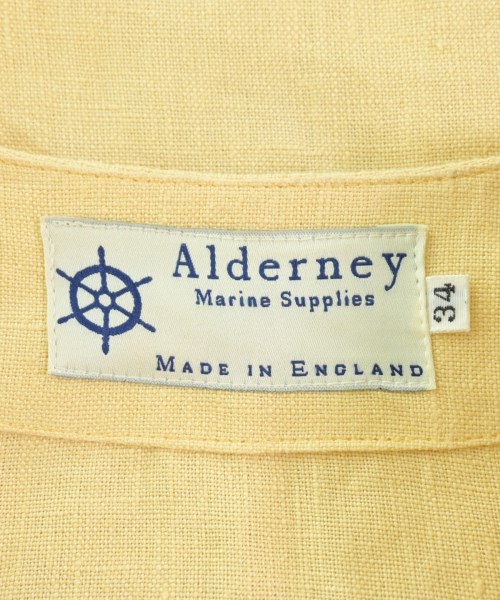 Alderney
Marine Supplies
MADE IN ENGLAND
34